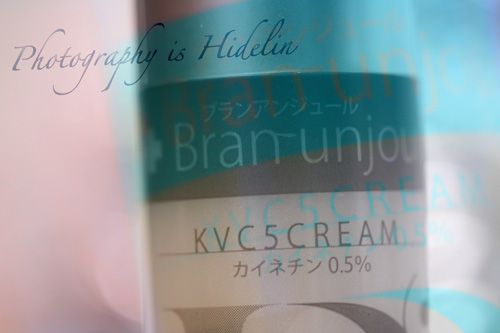 Photography is Hidelin
ブランアンジュール
Bran-unjou
KVC5CREAM
カイネチン 0.5%